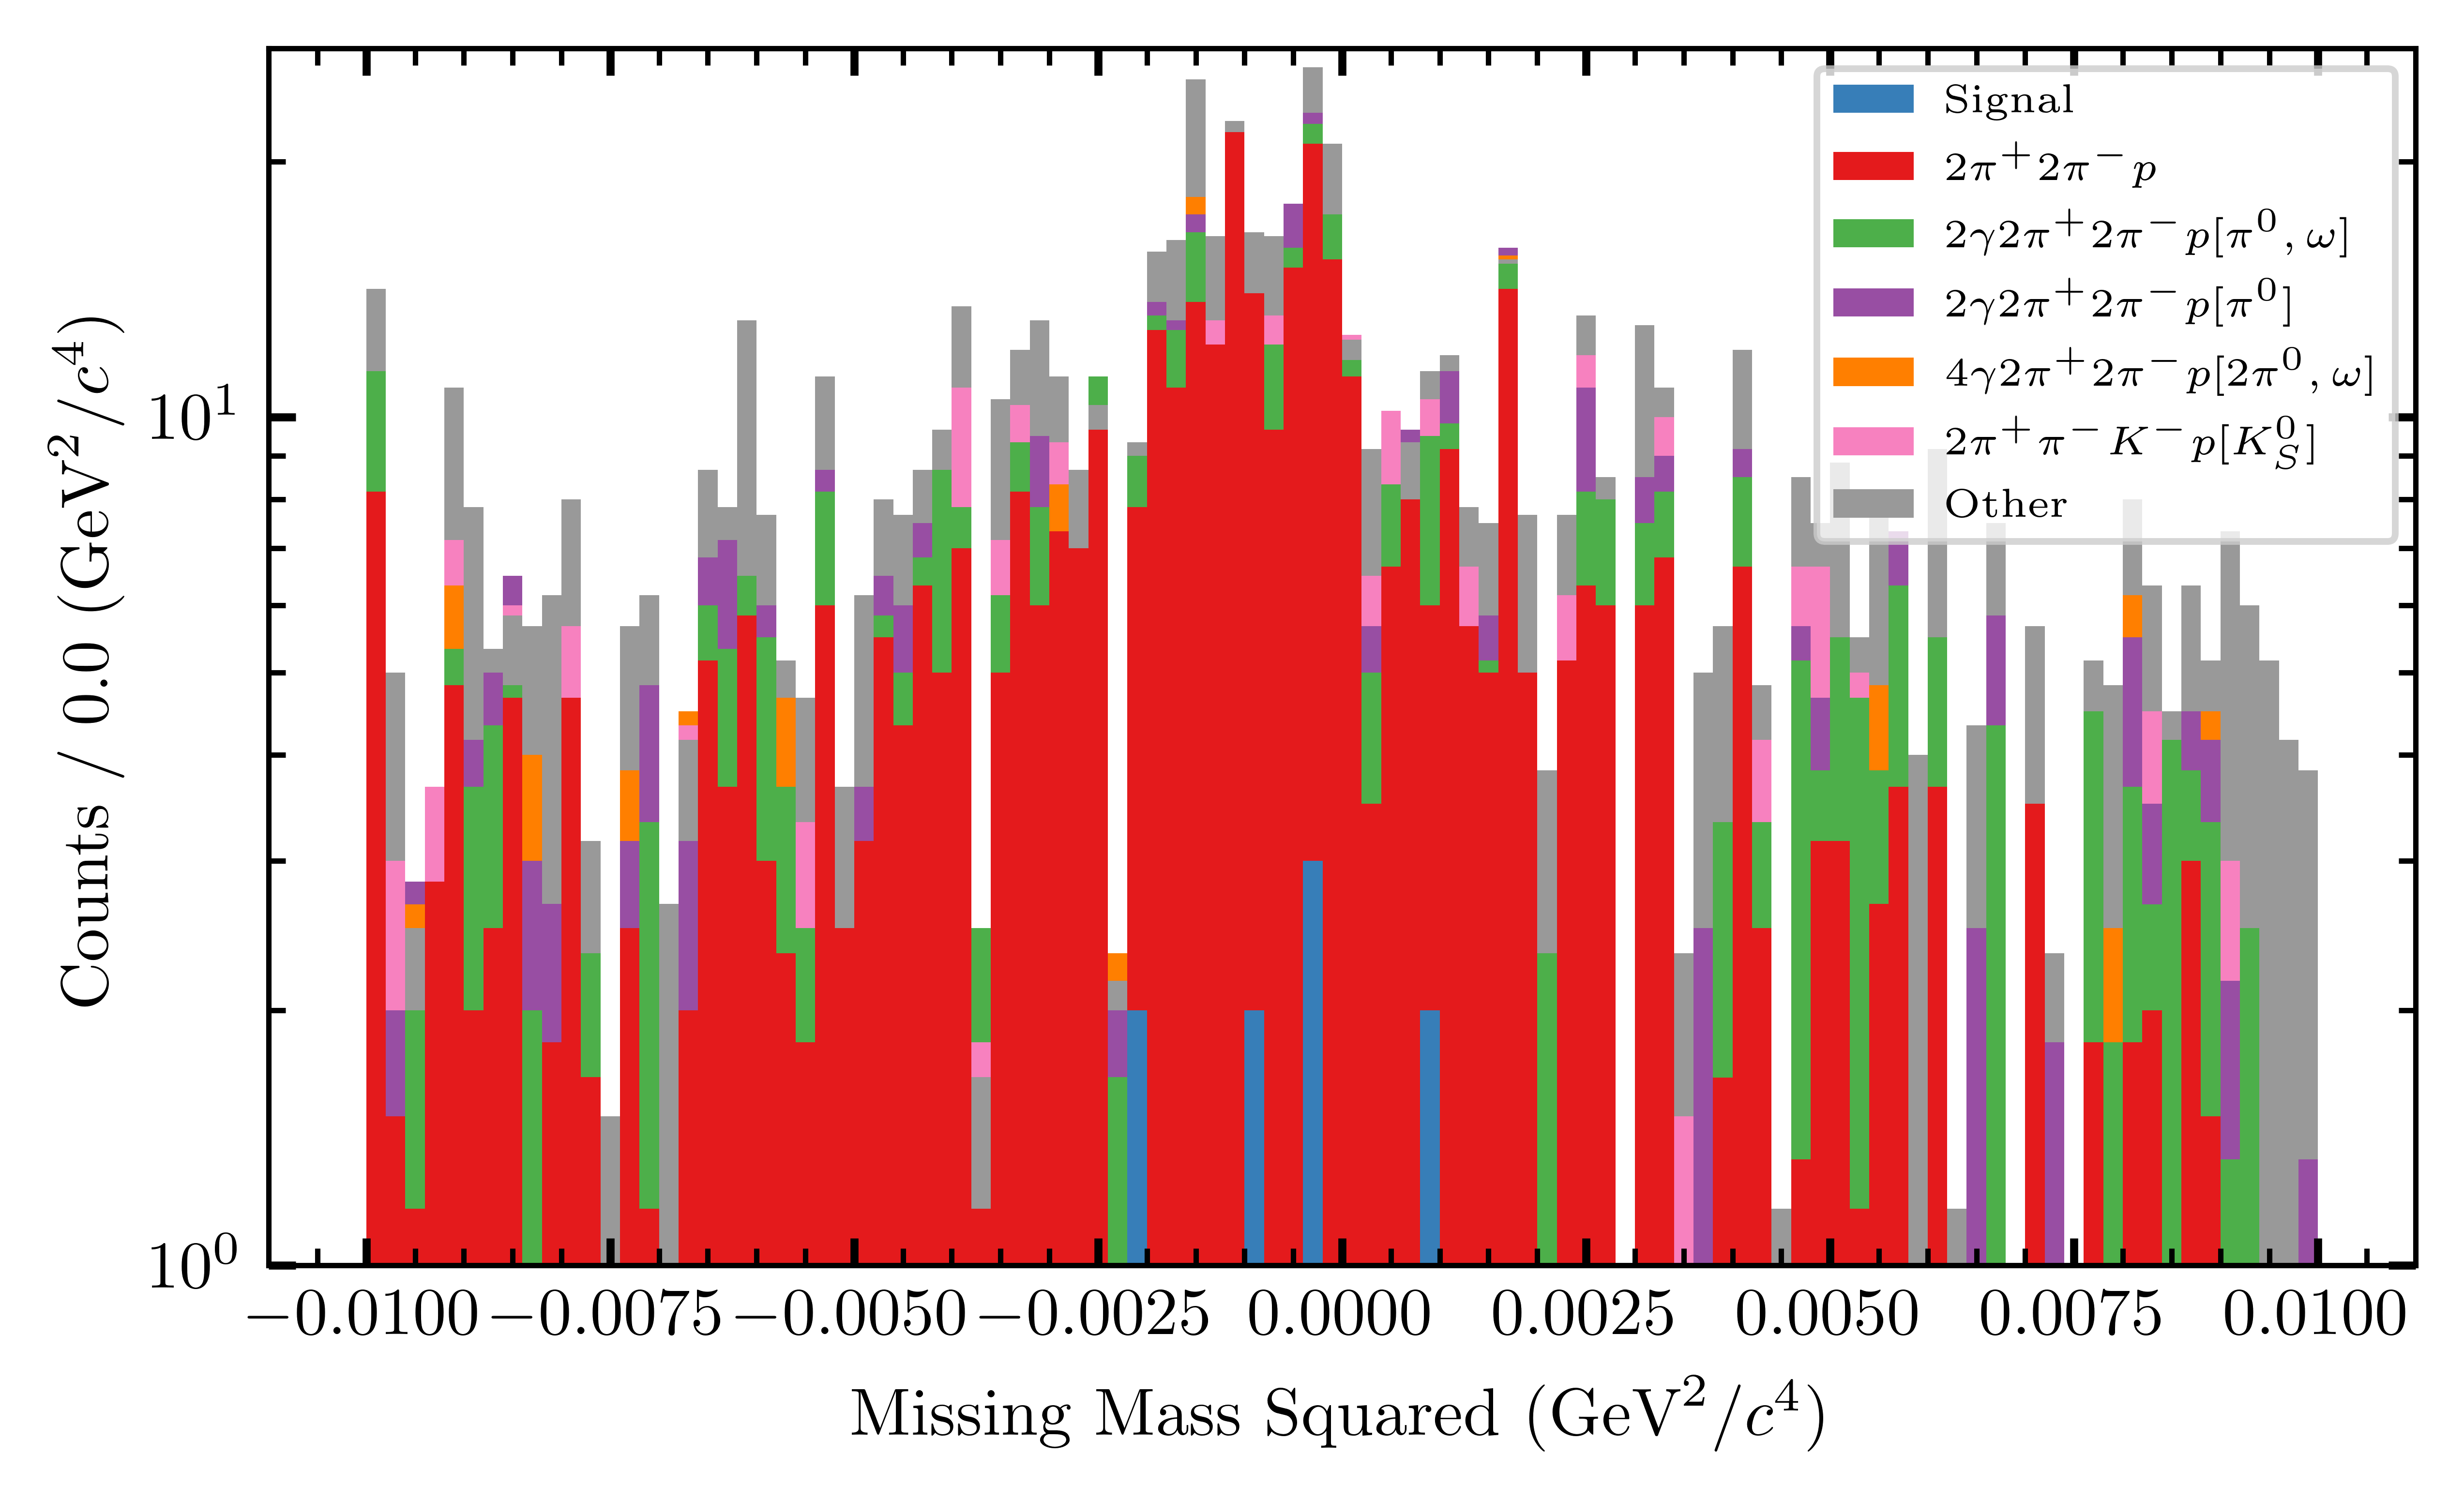 Signal
2π⁺2π⁻p
2γ2π⁺2π⁻p[π⁰, ω]
2γ2π⁺2π⁻p[π⁰]
4γ2π⁺2π⁻p[2π⁰, ω]
2π⁺π⁻K⁻p[K⁰_S]
Other
Counts / 0.0 (GeV²/c⁴)
10¹
10⁰
−0.0100 −0.0075 −0.0050 −0.0025 0.0000 0.0025 0.0050 0.0075 0.0100
Missing Mass Squared (GeV²/c⁴)